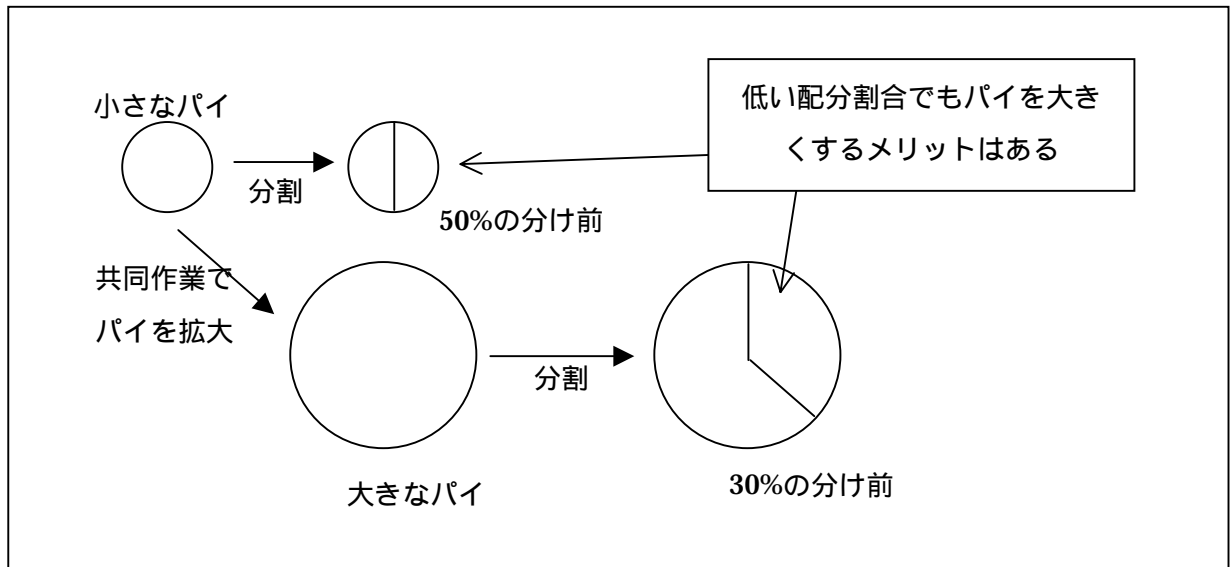 小さなパイ
低い配分割合でもパイを大き
くするメリットはある
分割
50%の分け前
共同作業で
パイを拡大
分割
大きなパイ
30%の分け前